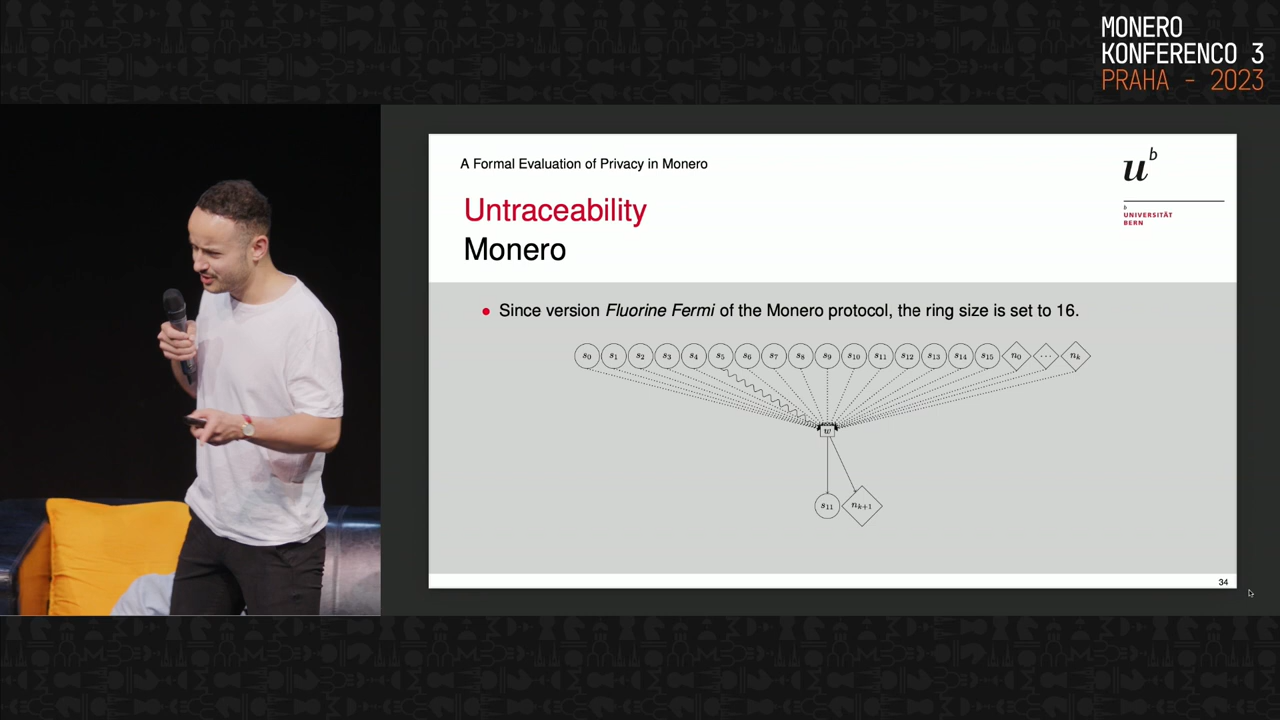 MONERO
KONFERENCO 3
PRAHA - 2023
A Formal Evaluation of Privacy in Monero
u^b
b
UNIVERSITÄT
BERN
Untraceability
Monero
• Since version Fluorine Fermi of the Monero protocol, the ring size is set to 16.
s0 s1 s2 s3 s4 s5 s6 s7 s8 s9 s10 s11 s12 s13 s14 s15 n0 ... nk
w
s11 nk+1
34